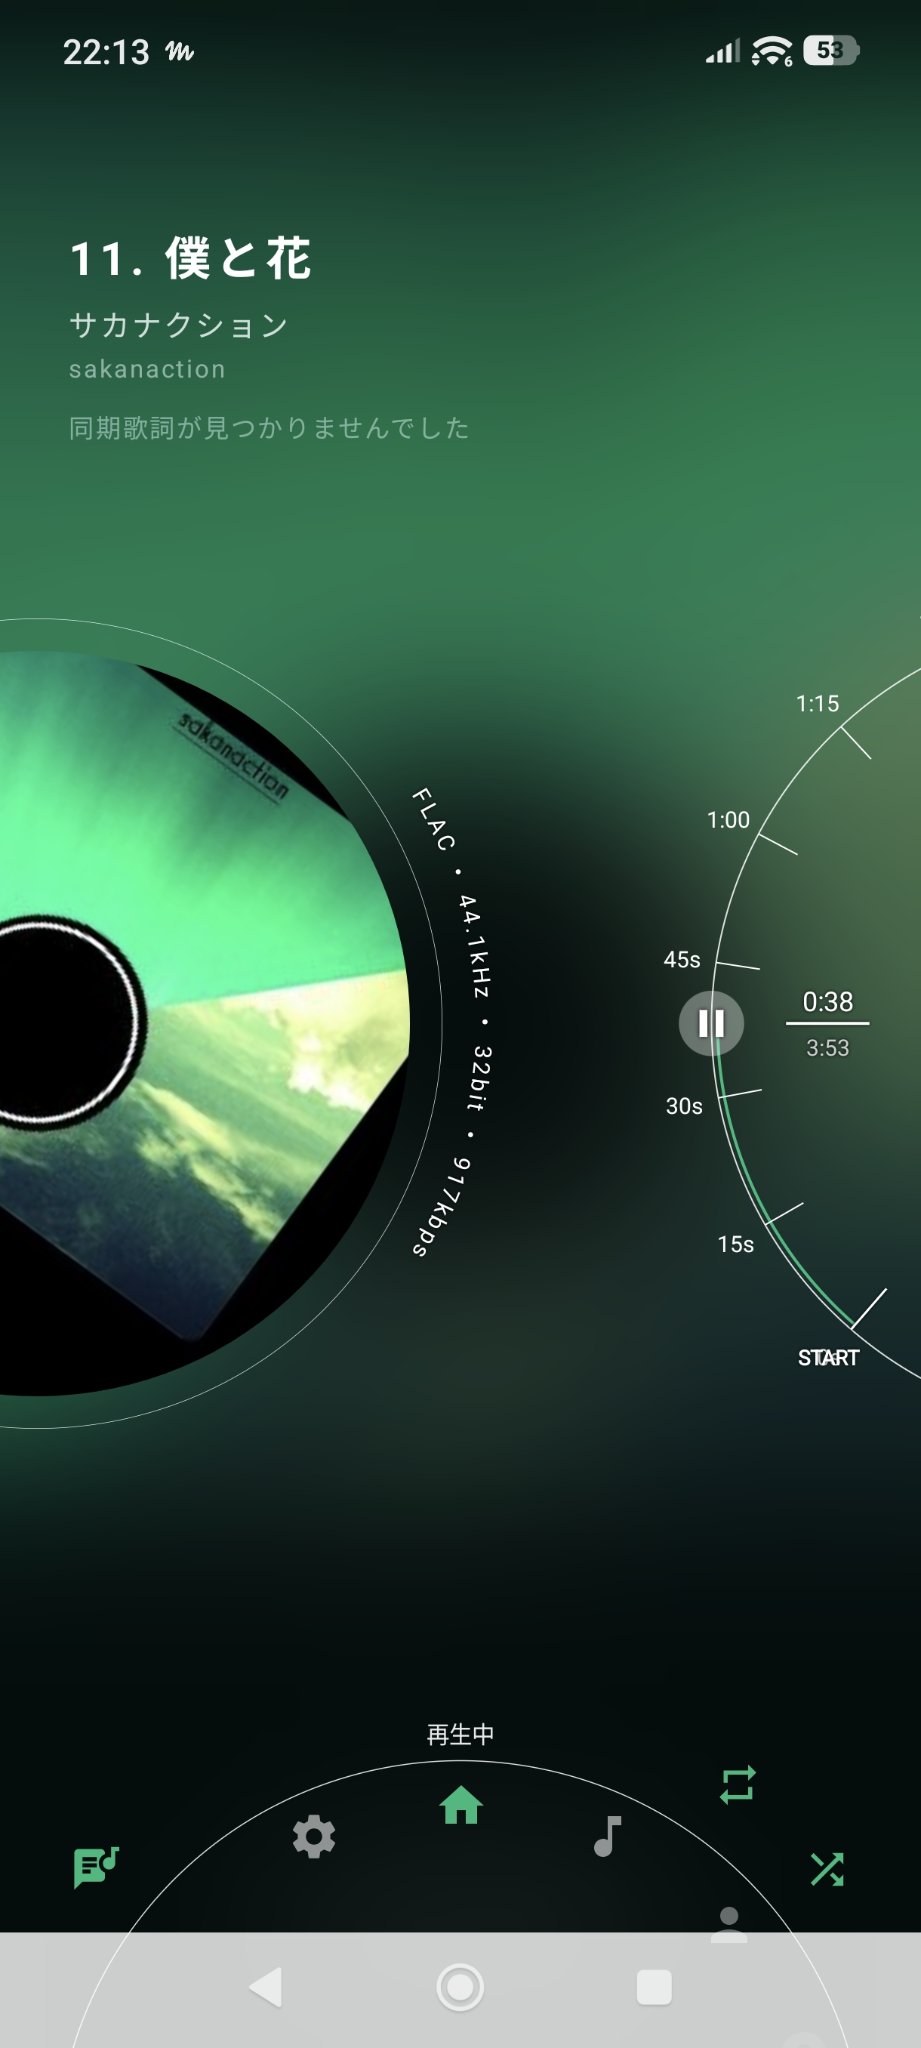 22:13
6
53
11. 僕と花
サカナクション
sakanaction
同期歌詞が見つかりませんでした
sakanaction
FLAC • 44.1kHz • 32bit • 917kbps
1:15
1:00
45s
0:38
3:53
30s
15s
START
再生中